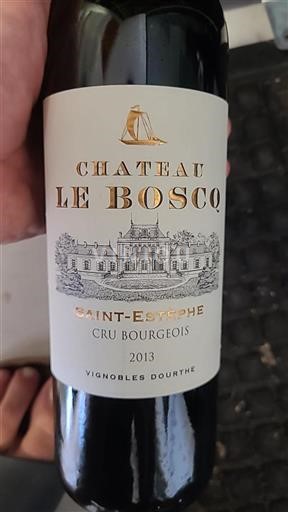 CHATEAU
LE BOSCQ
SAINT-ESTÈPHE
CRU BOURGEOIS
2013
VIGNOBLES DOURTHE